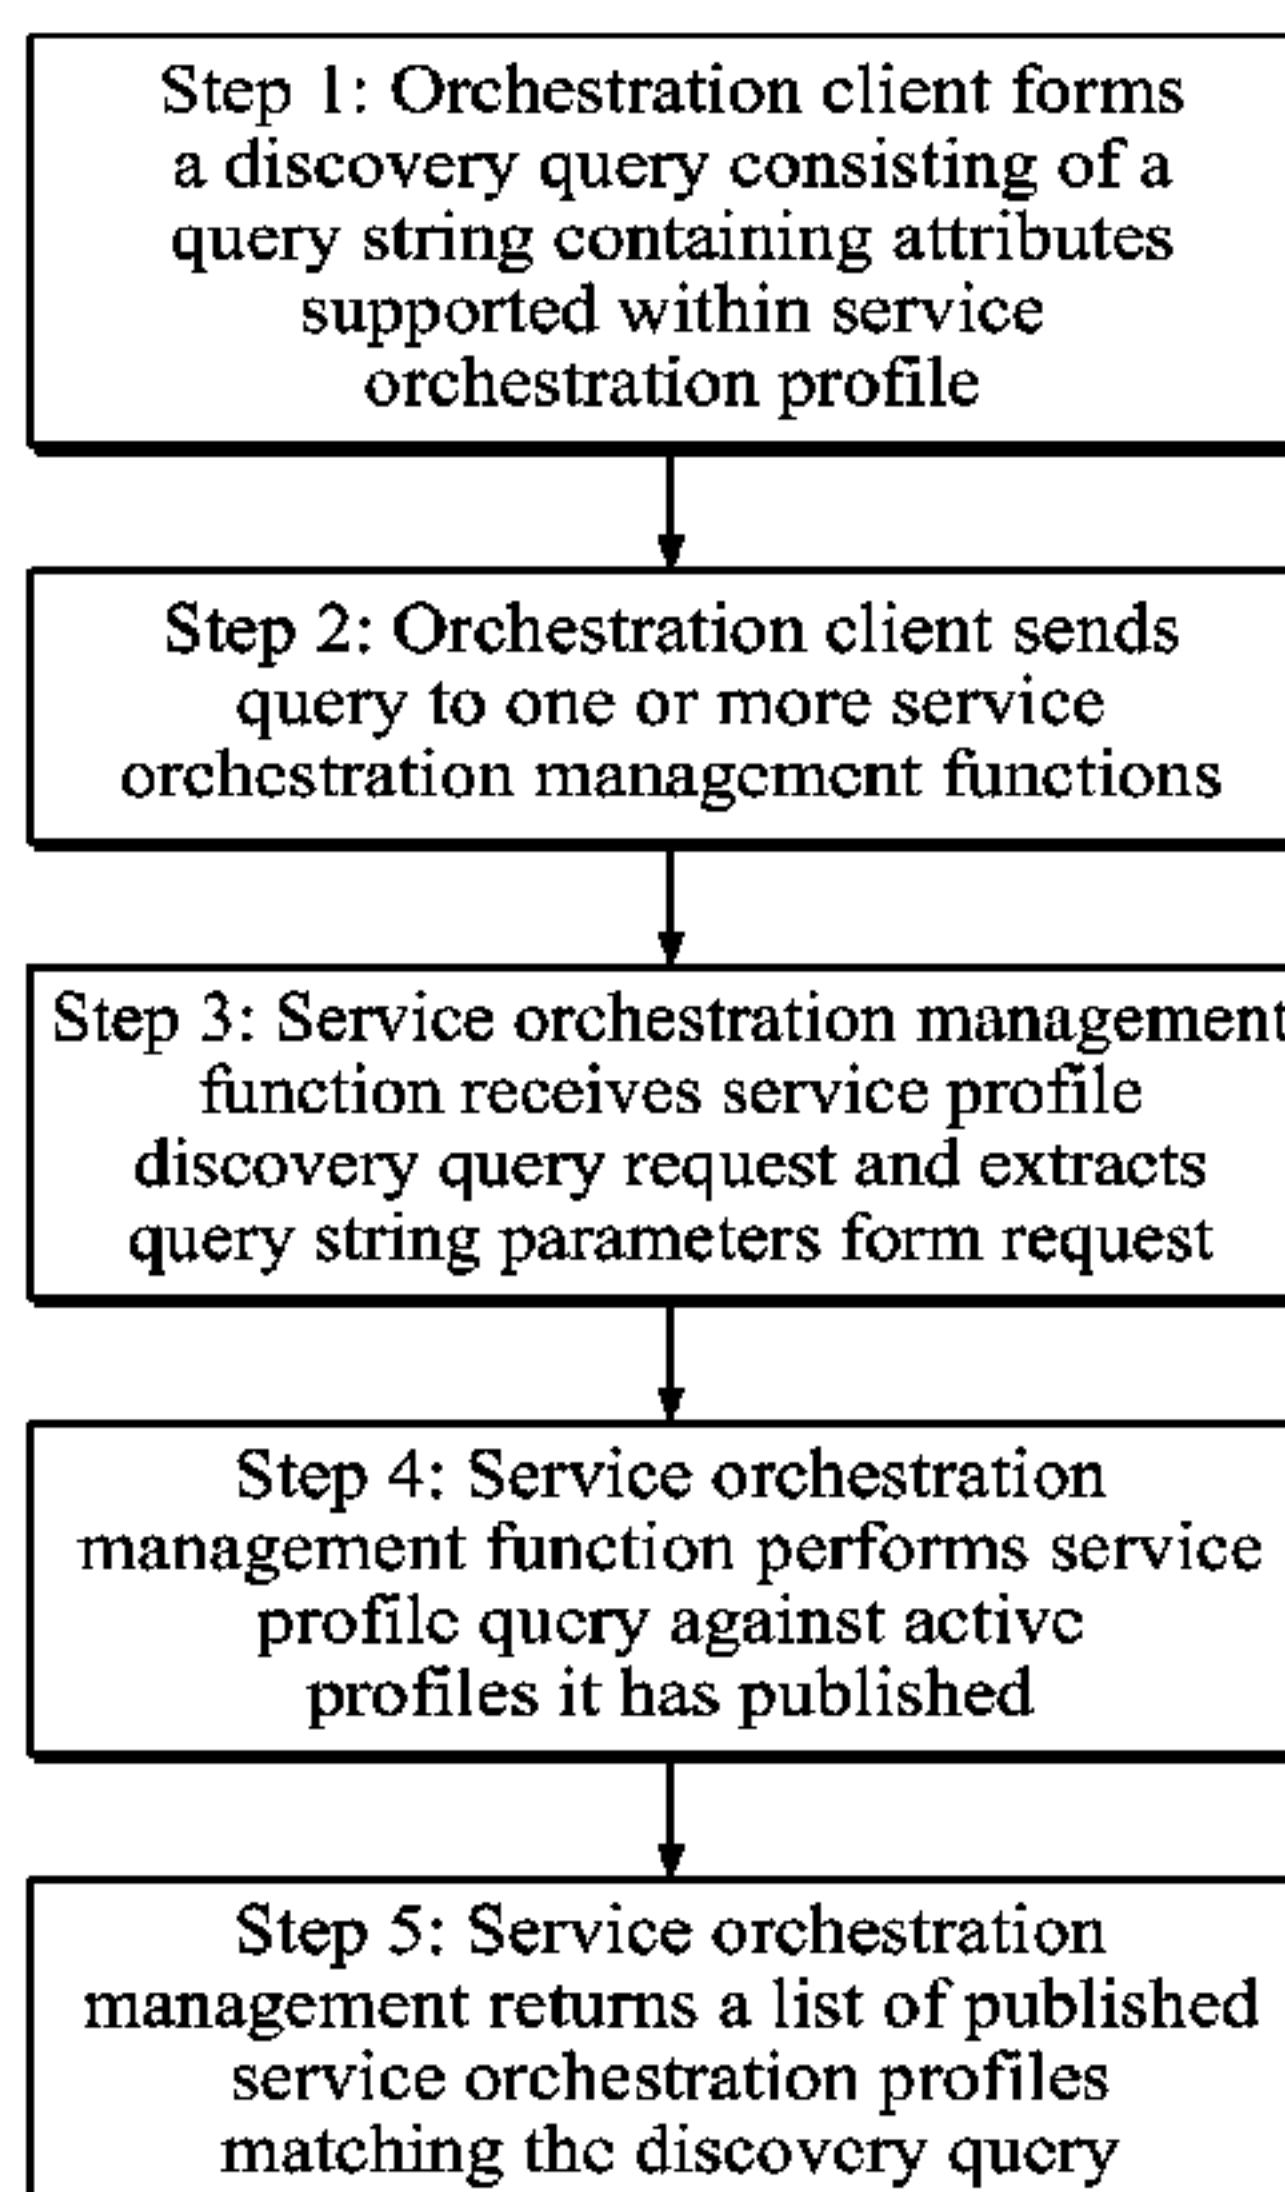 Step 1: Orchestration client forms
a discovery query consisting of a
query string containing attributes
supported within service
orchestration profile
Step 2: Orchestration client sends
query to one or more service
orchestration management functions
Step 3: Service orchestration management
function receives service profile
discovery query request and extracts
query string parameters form request
Step 4: Service orchestration
management function performs service
profile query against active
profiles it has published
Step 5: Service orchestration
management returns a list of published
service orchestration profiles
matching the discovery query